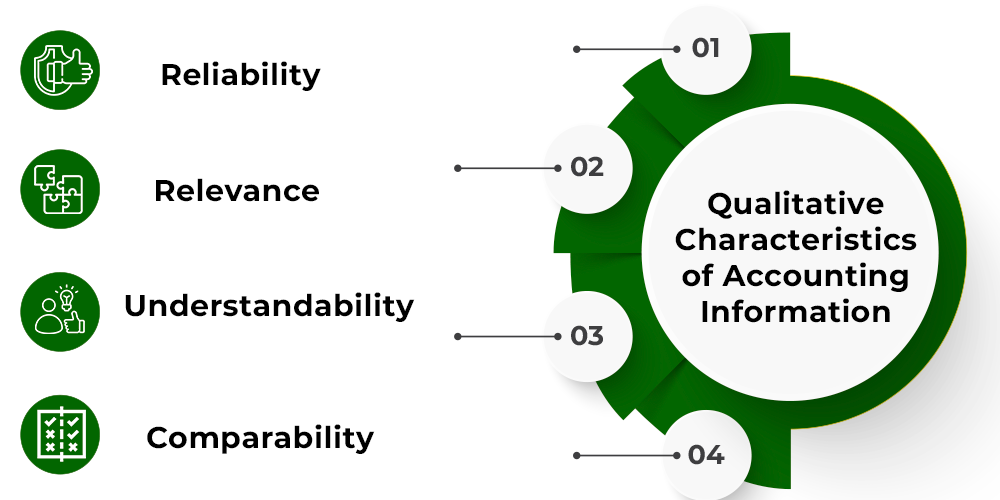 Reliability
01
Relevance
02
Understandability
03
Comparability
04
Qualitative
Characteristics
of Accounting
Information